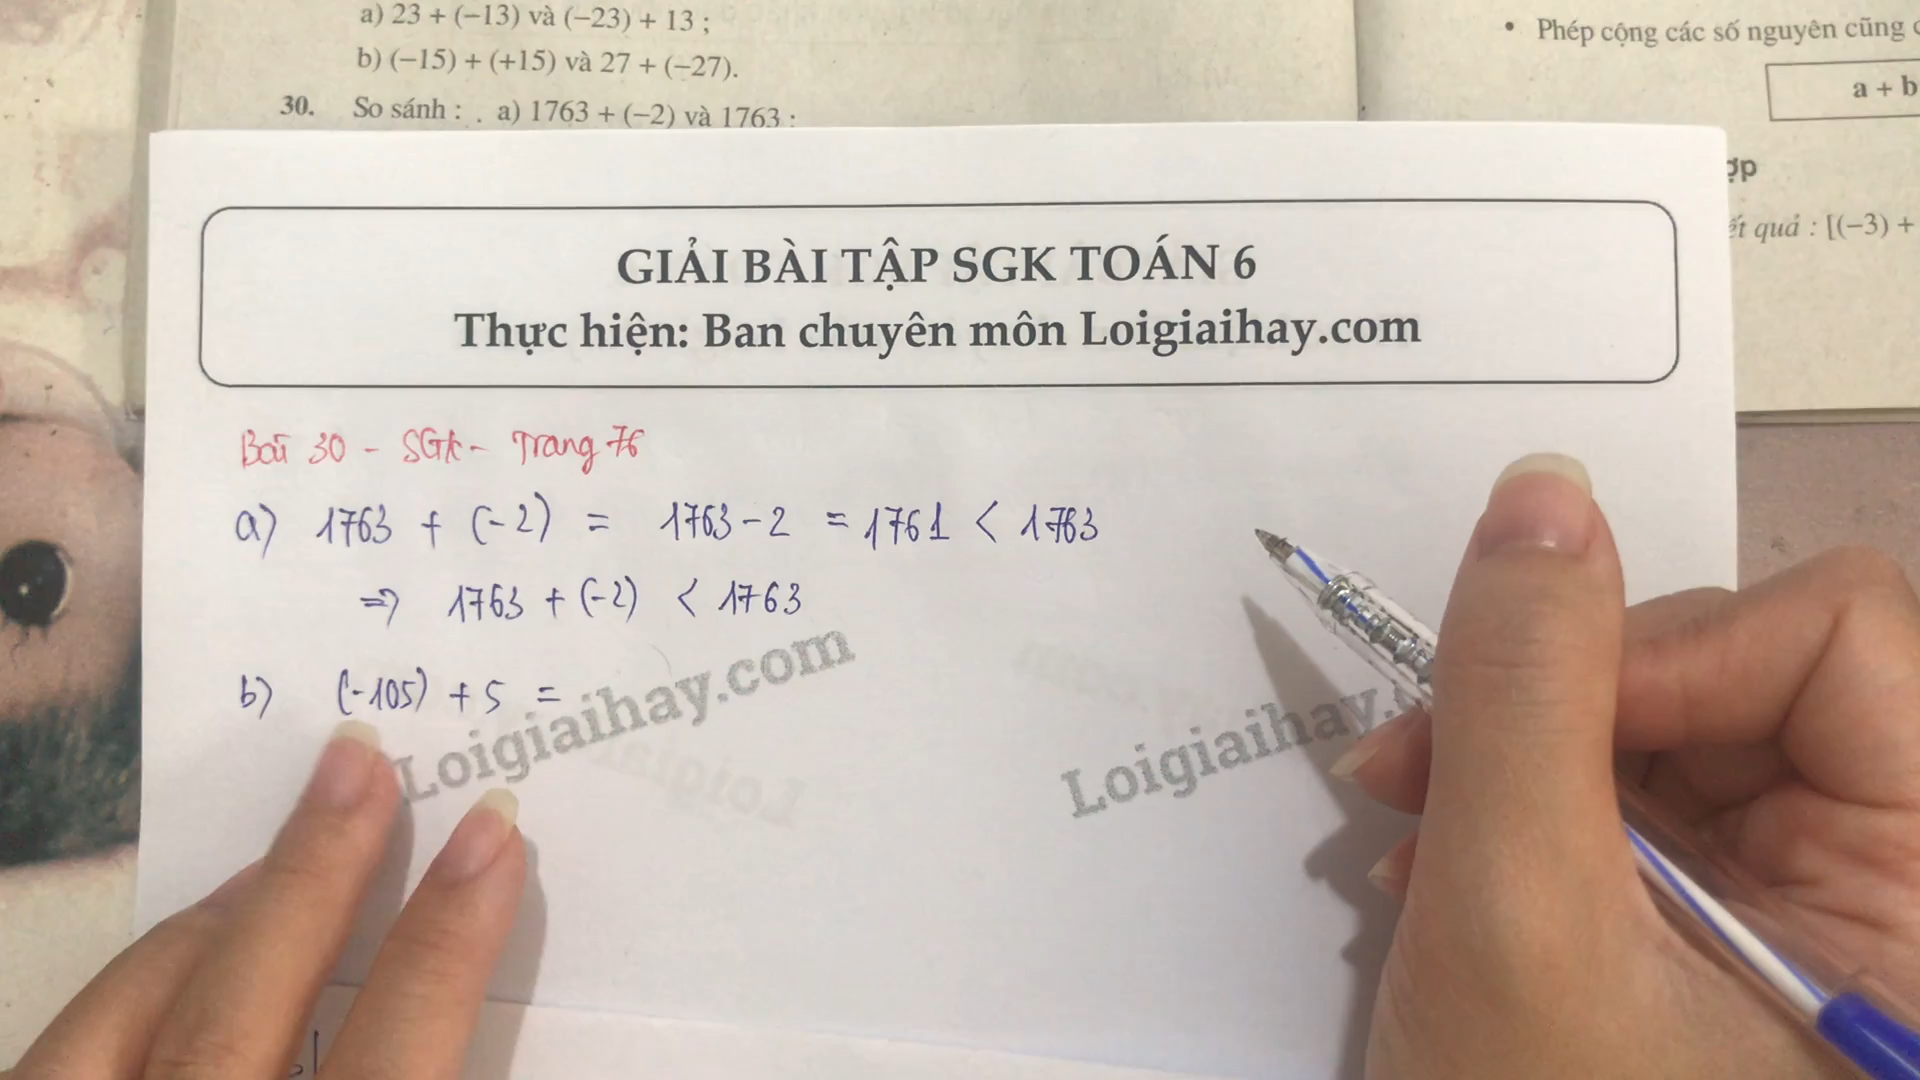 a) 23 + (−13) và (−23) + 13 ;
b) (−15) + (+15) và 27 + (−27).
30. So sánh : . a) 1763 + (−2) và 1763 ;
• Phép cộng các số nguyên cũng
a + b
ợp
ết quả : [(−3) +
GIẢI BÀI TẬP SGK TOÁN 6
Thực hiện: Ban chuyên môn Loigiaihay.com
Bài 30 - SGK - Trang 76
a) 1763 + (-2) = 1763 - 2 = 1761 < 1763
=> 1763 + (-2) < 1763
b) (-105) + 5 =
Loigiaihay.com
Loigiaihay.c